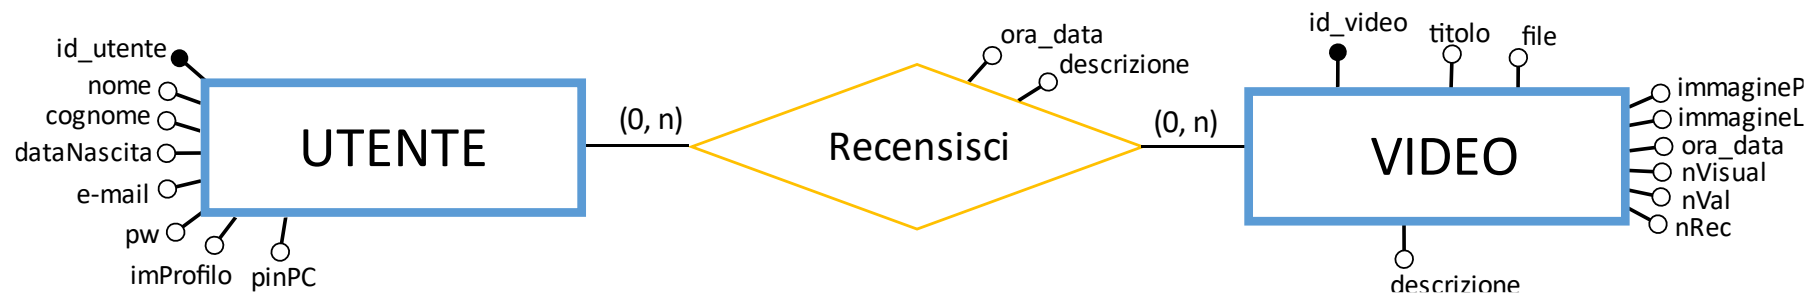 id_utente
nome
cognome
dataNascita
e-mail
pw
imProfilo
pinPC
UTENTE
(0, n)
Recensisci
ora_data
descrizione
(0, n)
VIDEO
id_video
titolo
file
immagineP
immagineL
ora_data
nVisual
nVal
nRec
descrizione